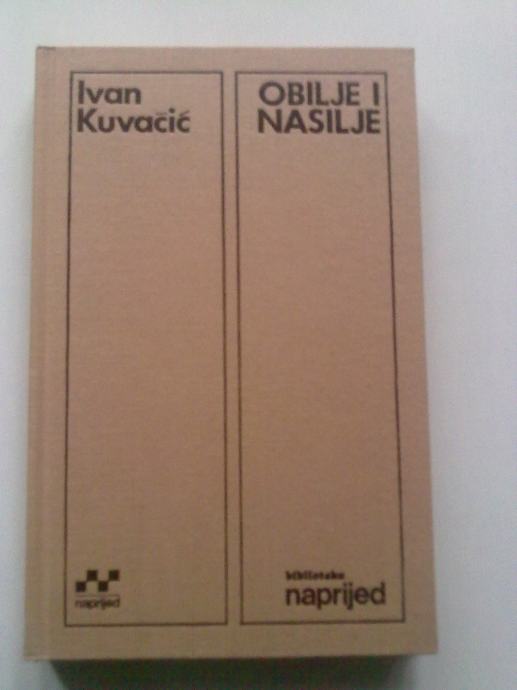 Ivan
Kuvačić
OBILJE I
NASILJE
naprijed
biblioteka
naprijed